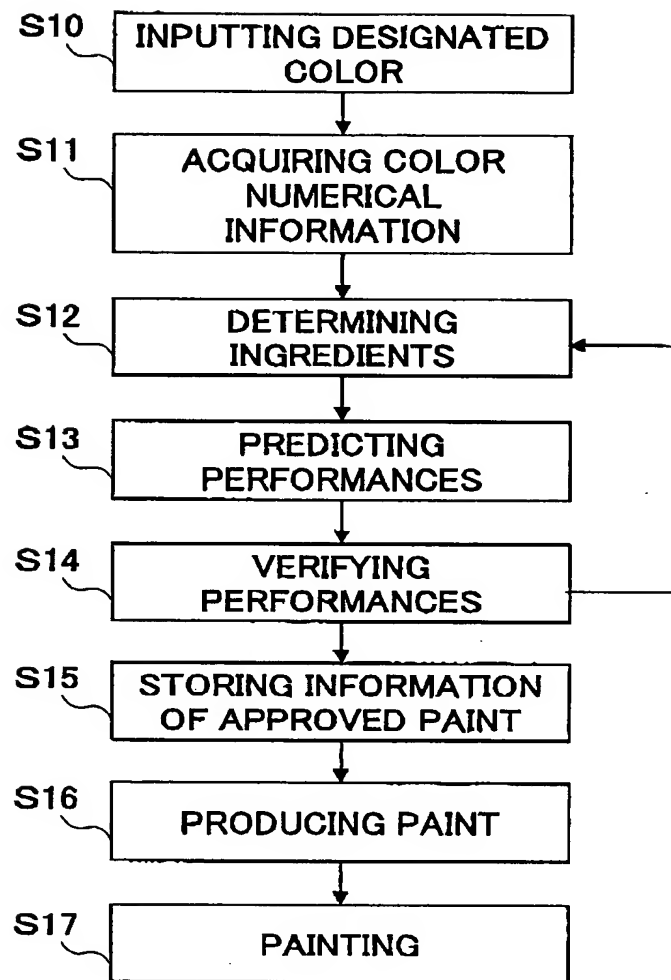 S10
INPUTTING DESIGNATED
COLOR
S11
ACQUIRING COLOR
NUMERICAL
INFORMATION
S12
DETERMINING
INGREDIENTS
S13
PREDICTING
PERFORMANCES
S14
VERIFYING
PERFORMANCES
S15
STORING INFORMATION
OF APPROVED PAINT
S16
PRODUCING PAINT
S17
PAINTING